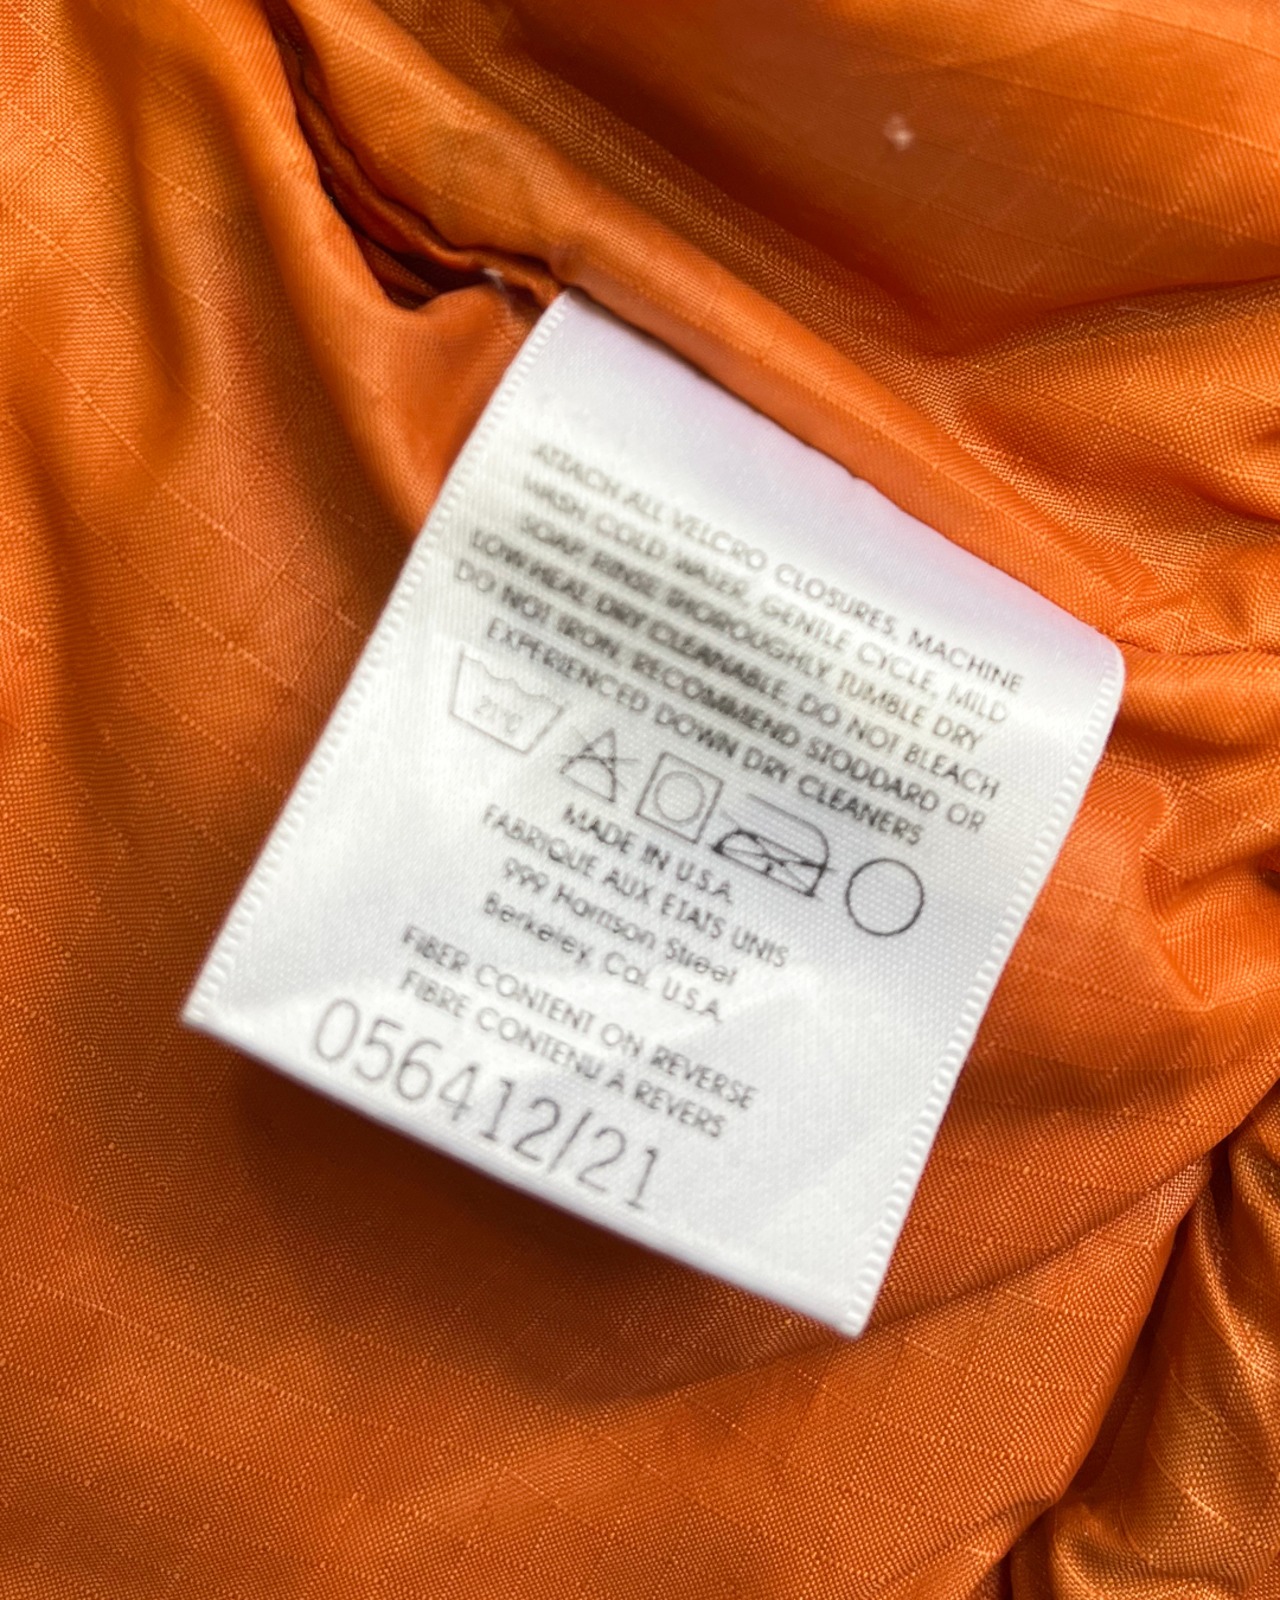 ATTACH ALL VELCRO CLOSURES, MACHINE
WASH COLD WATER, GENTLE CYCLE, MILD
SOAP RINSE THOROUGHLY TUMBLE DRY
LOW HEAL DRY CLEANABLE, DO NOT BLEACH
DO NOT IRON, RECOMMEND STODDARD OR
EXPERIENCED DOWN DRY CLEANERS
21°C
MADE IN U.S.A.
FABRIQUE AUX ETATS UNIS
999 Harrison Street
Berkeley, Cal. U.S.A.
FIBER CONTENT ON REVERSE
FIBRE CONTENU À REVERS
056412/21